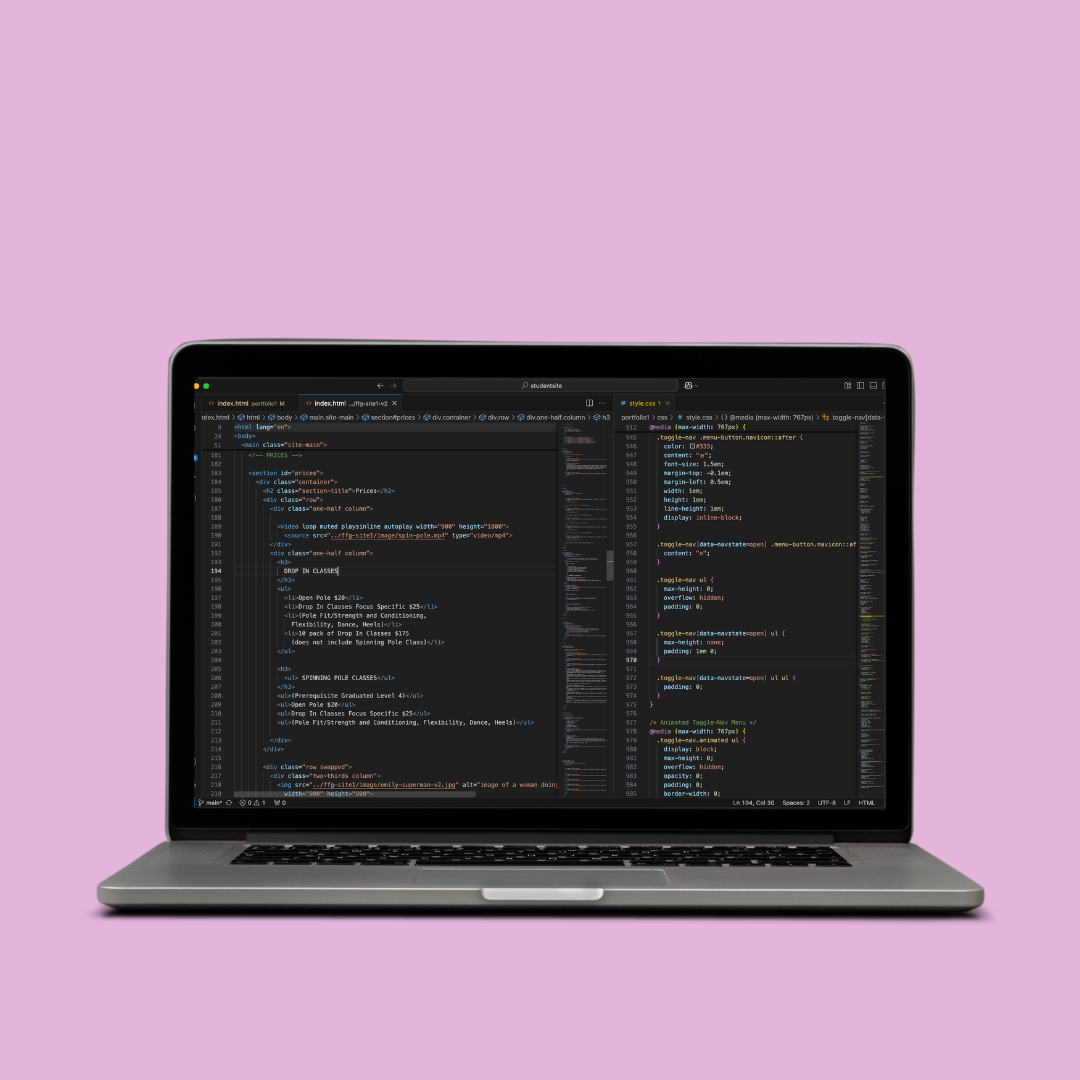 studentsite
index.html portfolio1 M
index.html .../ffg-site1-v2
style.css 1
index.html > html > body > main.site-main > section#prices > div.container > div.row > div.one-half.column > h3
portfolio1 > css > # style.css > {} @media (max-width: 767px) > .toggle-nav[data-
9 <html lang="en">
24 <body>
51 <main class="site-main">
181 <!-- PRICES -->
182
183 <section id="prices">
184 <div class="container">
185 <h2 class="section-title">Prices</h2>
186 <div class="row">
187 <div class="one-half column">
188
189 <video loop muted playsinline autoplay width="900" height="1800">
190 <source src="../ffg-site1/image/spin-pole.mp4" type="video/mp4">
191 </div>
192 <div class="one-half column">
193 <h3>
194 DROP IN CLASSES
195 </h3>
196 <ul>
197 <li>Open Pole $20</li>
198 <li>Drop In Classes Focus Specific $25</li>
199 <li>(Pole Fit/Strength and Conditioning,
200 Flexibility, Dance, Heels)</li>
201 <li>10 pack of Drop In Classes $175
202 (does not include Spinning Pole Class)</li>
203 </ul>
204
205 <h3>
206 <ul> SPINNING POLE CLASSES</ul>
207 </h3>
208 <ul>(Prerequisite Graduated Level 4)</ul>
209 <ul>Open Pole $20</ul>
210 <ul>Drop In Classes Focus Specific $25</ul>
211 <ul>(Pole Fit/Strength and Conditioning, Flexibility, Dance, Heels)</ul>
212
213 </div>
214 </div>
215
216 <div class="row swapped">
217 <div class="two-thirds column">
218 <img src="../ffg-site1/image/emily-superman-v2.jpg" alt="image of a woman doing
219 width="900" height="900">
912 @media (max-width: 767px) {
945 .toggle-nav .menu-button.navicon::after {
946 color: #333;
947 content: "≡";
948 font-size: 1.5em;
949 margin-top: -0.1em;
950 margin-left: 0.5em;
951 width: 1em;
952 height: 1em;
953 line-height: 1em;
954 display: inline-block;
955 }
956
957 .toggle-nav[data-navstate=open] .menu-button.navicon::af
958 content: "×";
959 }
960
961 .toggle-nav ul {
962 max-height: 0;
963 overflow: hidden;
964 padding: 0;
965 }
966
967 .toggle-nav[data-navstate=open] ul {
968 max-height: none;
969 padding: 1em 0;
970 }
971
972 .toggle-nav[data-navstate=open] ul ul {
973 padding: 0;
974 }
975 }
976
977 /* Animated Toggle-Nav Menu */
978 @media (max-width: 767px) {
979 .toggle-nav.animated ul {
980 display: block;
981 max-height: 0;
982 overflow: hidden;
983 opacity: 0;
984 padding: 0;
985 border-width: 0;
main* 0 1 0
Ln 194, Col 30 Spaces: 2 UTF-8 LF HTML